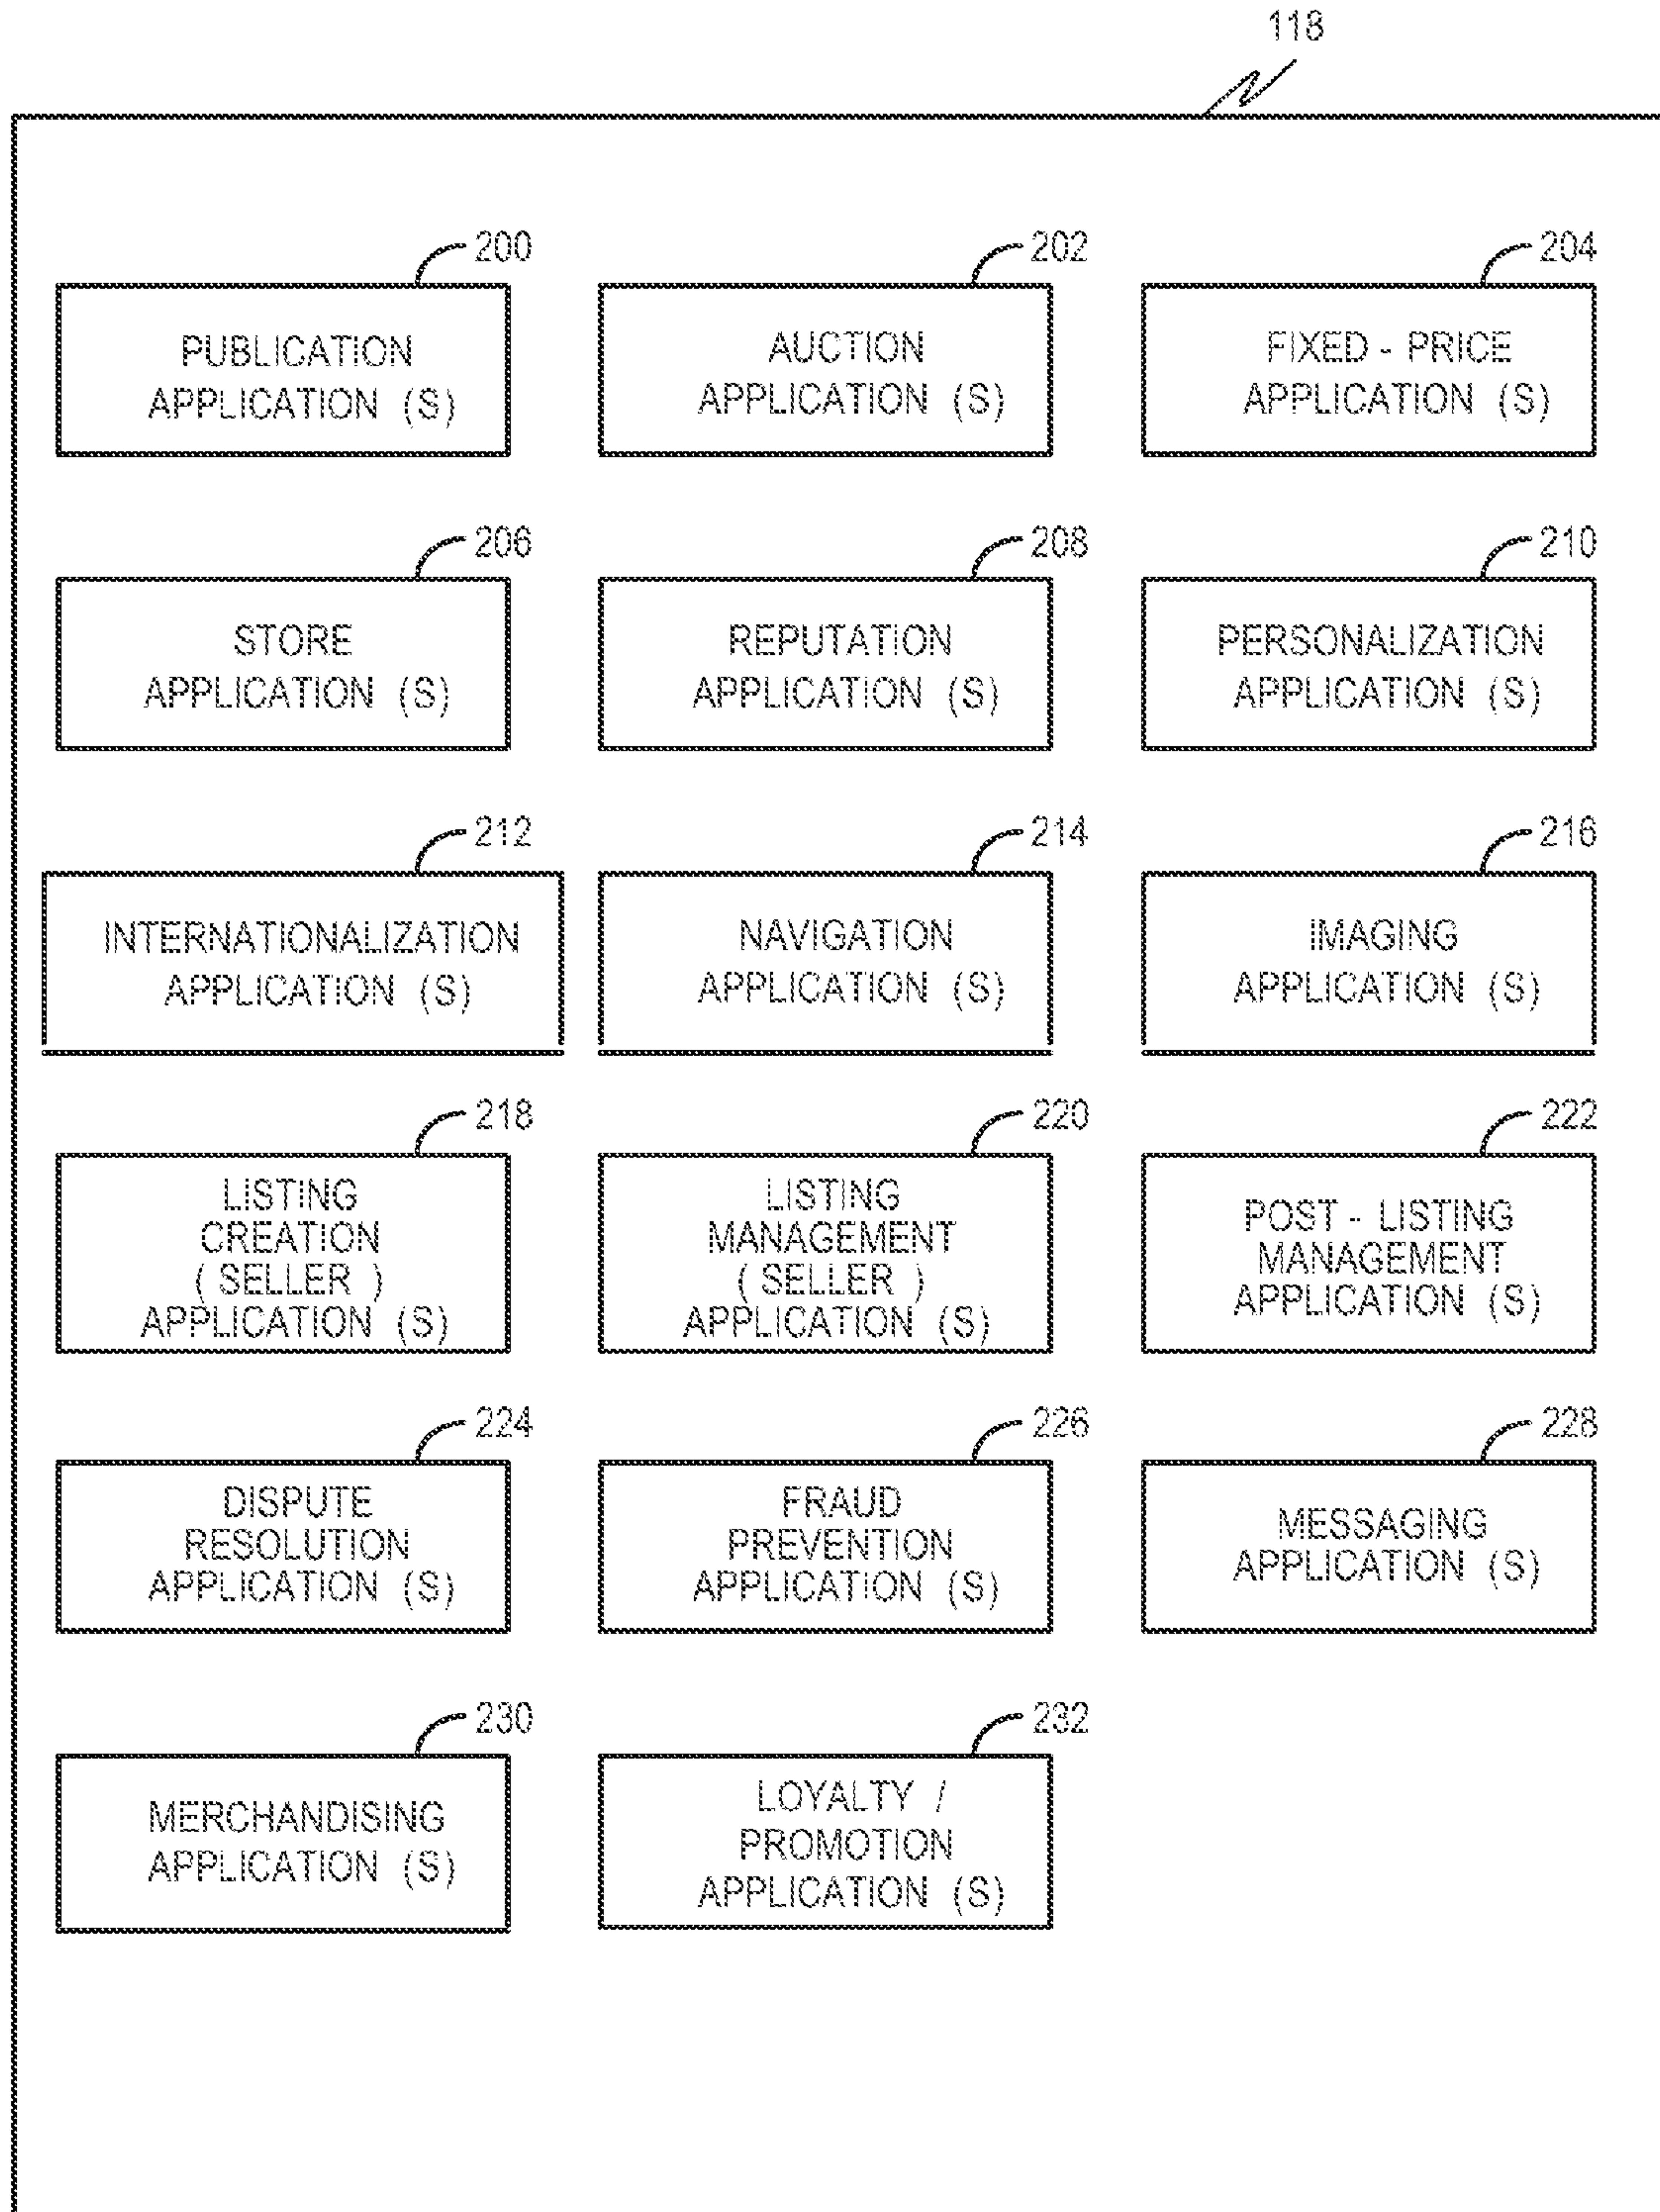 118
200
202
204
PUBLICATION
APPLICATION (S)
AUCTION
APPLICATION (S)
FIXED - PRICE
APPLICATION (S)
206
208
210
STORE
APPLICATION (S)
REPUTATION
APPLICATION (S)
PERSONALIZATION
APPLICATION (S)
212
214
216
INTERNATIONALIZATION
APPLICATION (S)
NAVIGATION
APPLICATION (S)
IMAGING
APPLICATION (S)
218
220
222
LISTING
CREATION
( SELLER )
APPLICATION (S)
LISTING
MANAGEMENT
( SELLER )
APPLICATION (S)
POST - LISTING
MANAGEMENT
APPLICATION (S)
224
226
228
DISPUTE
RESOLUTION
APPLICATION (S)
FRAUD
PREVENTION
APPLICATION (S)
MESSAGING
APPLICATION (S)
230
232
MERCHANDISING
APPLICATION (S)
LOYALTY /
PROMOTION
APPLICATION (S)